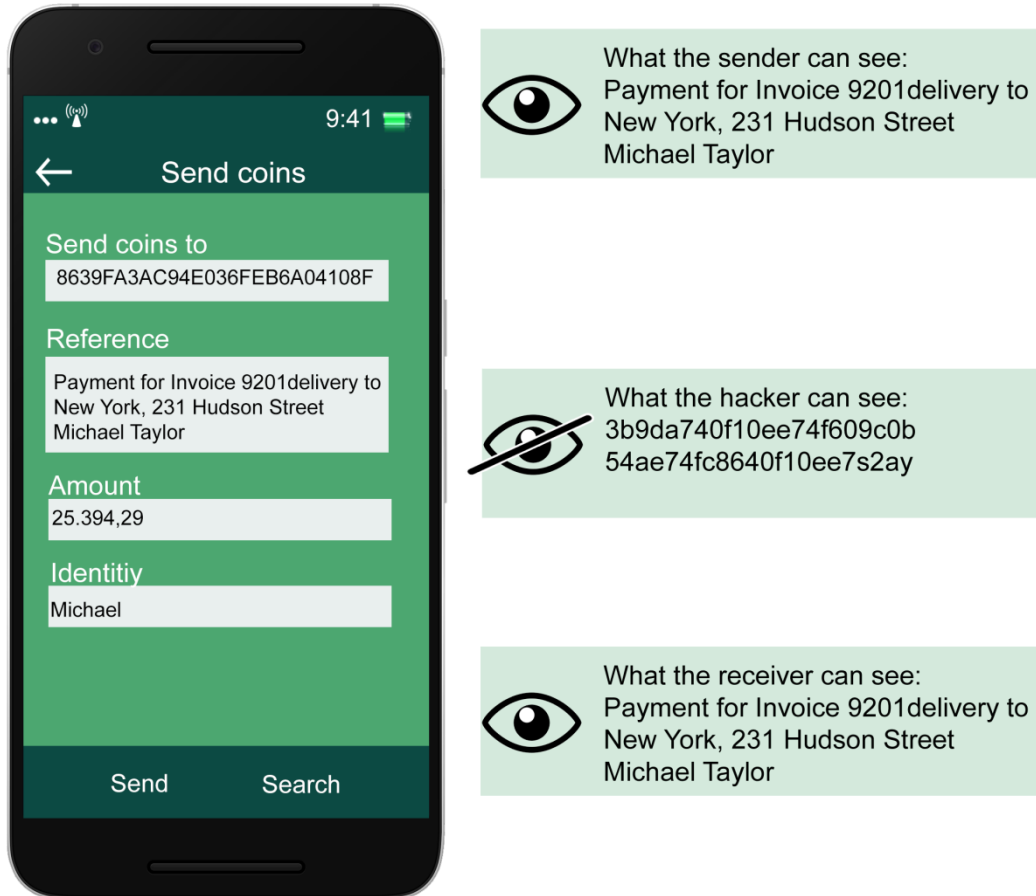 9:41
Send coins
Send coins to
8639FA3AC94E036FEB6A04108F
Reference
Payment for Invoice 9201delivery to
New York, 231 Hudson Street
Michael Taylor
Amount
25.394,29
Identitiy
Michael
Send Search
What the sender can see:
Payment for Invoice 9201delivery to
New York, 231 Hudson Street
Michael Taylor
What the hacker can see:
3b9da740f10ee74f609c0b
54ae74fc8640f10ee7s2ay
What the receiver can see:
Payment for Invoice 9201delivery to
New York, 231 Hudson Street
Michael Taylor